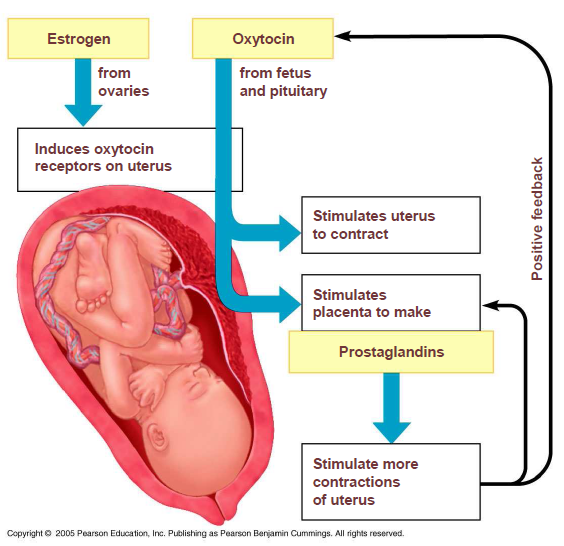 Estrogen
Oxytocin
from
ovaries
from fetus
and pituitary
Induces oxytocin
receptors on uterus
Stimulates uterus
to contract
Stimulates
placenta to make
Prostaglandins
Stimulate more
contractions
of uterus
Positive feedback
Copyright © 2005 Pearson Education, Inc. Publishing as Pearson Benjamin Cummings. All rights reserved.